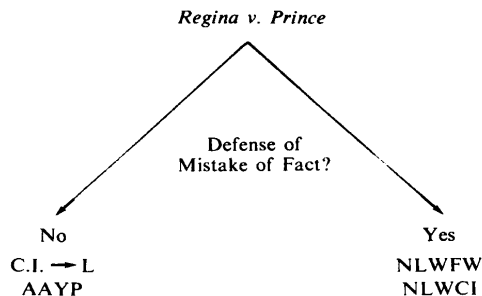 Regina v. Prince
Defense of
Mistake of Fact?
No
Yes
C.I. → L
NLWFW
AAYP
NLWCI